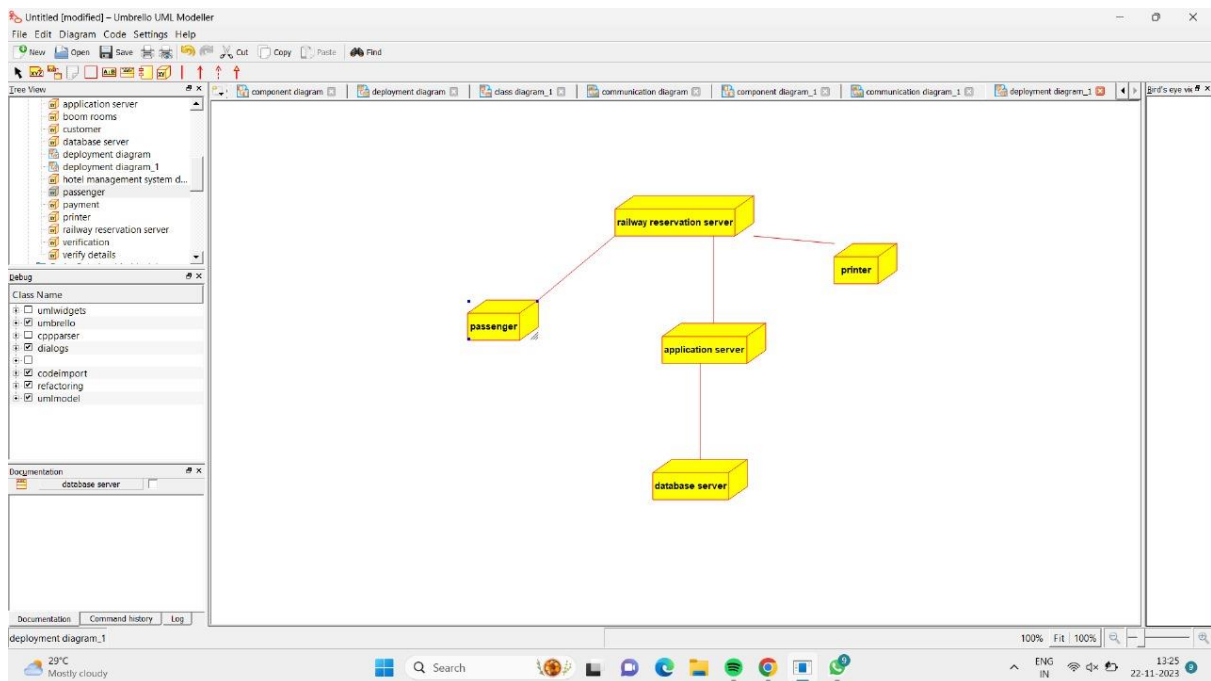 Untitled [modified] – Umbrello UML Modeller
File Edit Diagram Code Settings Help
New Open Save Cut Copy Paste Find
Tree View
component diagram deployment diagram class diagram_1 communication diagram component diagram_1 communication diagram_1 deployment diagram_1
Bird's eye vie
application server
boom rooms
customer
database server
deployment diagram
deployment diagram_1
hotel management system d...
passenger
payment
printer
railway reservation server
verification
verify details
railway reservation server
printer
passenger
application server
database server
Debug
Class Name
umlwidgets
umbrello
cppparser
dialogs
codeimport
refactoring
umlmodel
Documentation
database server
Documentation Command history Log
deployment diagram_1
100% Fit 100%
29°C
Mostly cloudy
Search
9
ENG
IN
13:25
22-11-2023
9